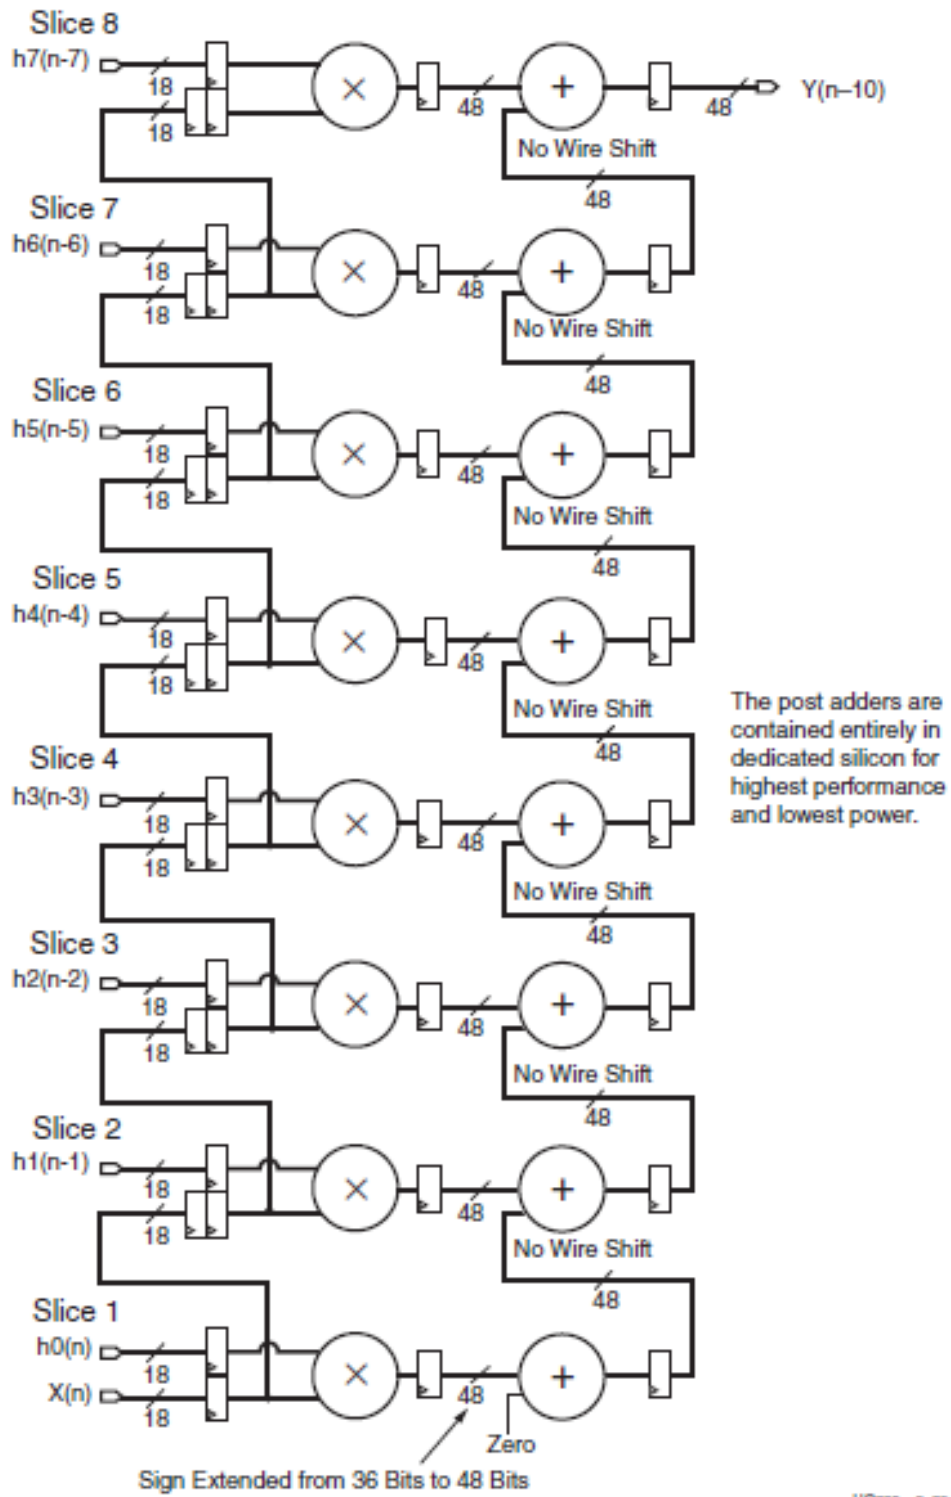 Slice 8
h7(n-7)
18
18
48
48
Y(n–10)
No Wire Shift
48
Slice 7
h6(n-6)
18
18
48
No Wire Shift
48
Slice 6
h5(n-5)
18
18
48
No Wire Shift
48
Slice 5
h4(n-4)
18
18
48
No Wire Shift
48
The post adders are
contained entirely in
dedicated silicon for
highest performance
and lowest power.
Slice 4
h3(n-3)
18
18
48
No Wire Shift
48
Slice 3
h2(n-2)
18
18
48
No Wire Shift
48
Slice 2
h1(n-1)
18
18
48
No Wire Shift
48
Slice 1
h0(n)
18
X(n)
18
48
Zero
Sign Extended from 36 Bits to 48 Bits